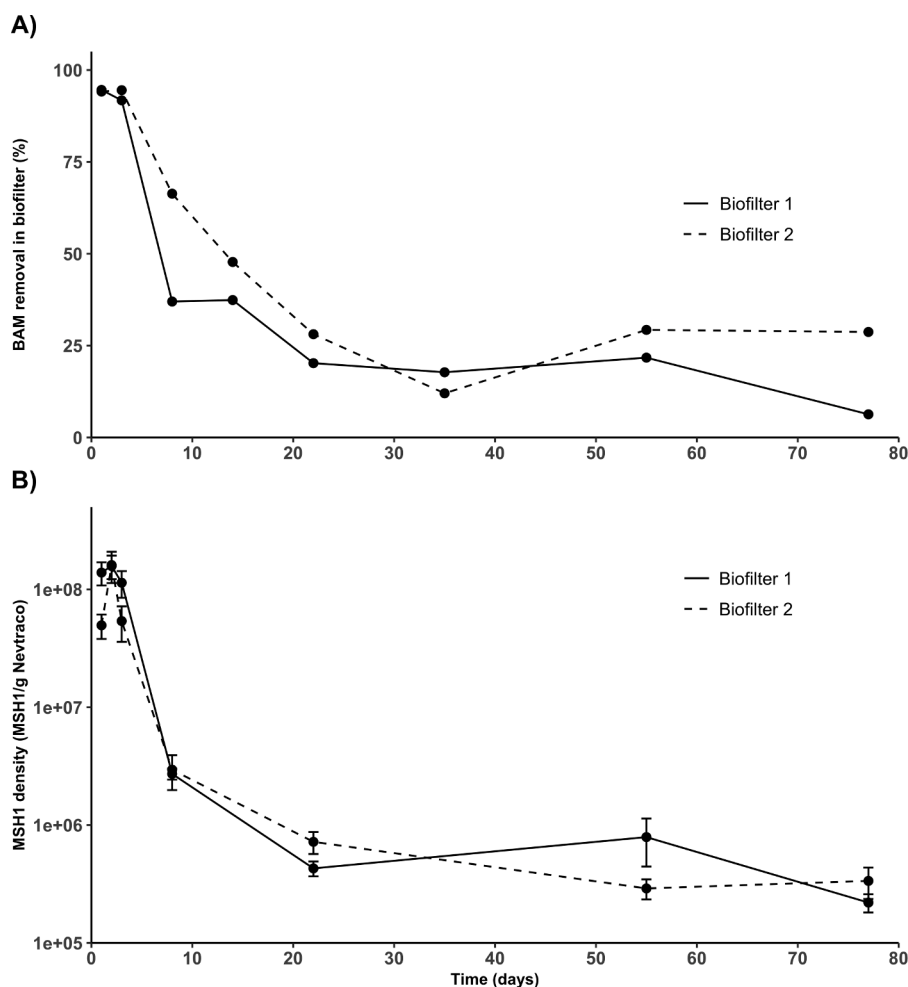 A)
100
75
50
25
0
BAM removal in biofilter (%)
Biofilter 1
Biofilter 2
0 10 20 30 40 50 60 70 80
B)
1e+08
1e+07
1e+06
1e+05
MSH1 density (MSH1/g Nevtraco)
Biofilter 1
Biofilter 2
0 10 20 30 40 50 60 70 80
Time (days)